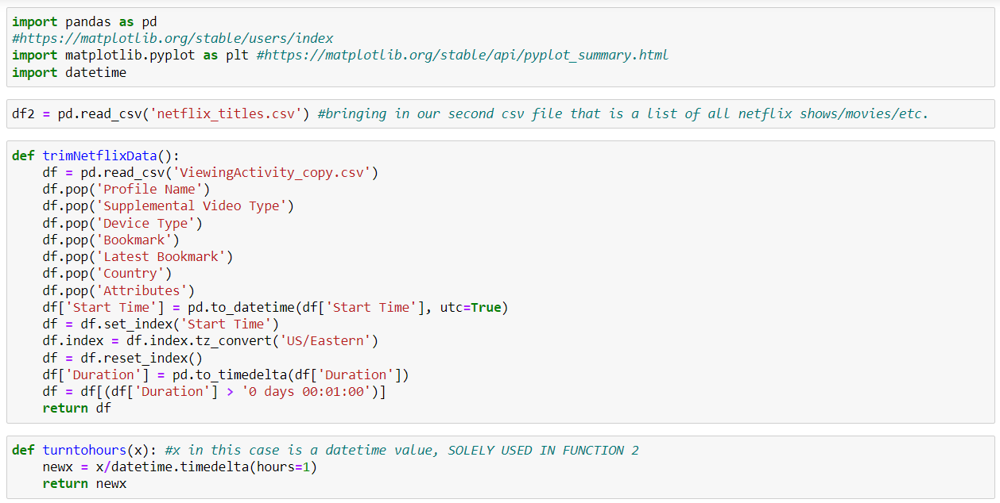 import pandas as pd
#https://matplotlib.org/stable/users/index
import matplotlib.pyplot as plt #https://matplotlib.org/stable/api/pyplot_summary.html
import datetime
df2 = pd.read_csv('netflix_titles.csv') #bringing in our second csv file that is a list of all netflix shows/movies/etc.
def trimNetflixData():
    df = pd.read_csv('ViewingActivity_copy.csv')
    df.pop('Profile Name')
    df.pop('Supplemental Video Type')
    df.pop('Device Type')
    df.pop('Bookmark')
    df.pop('Latest Bookmark')
    df.pop('Country')
    df.pop('Attributes')
    df['Start Time'] = pd.to_datetime(df['Start Time'], utc=True)
    df = df.set_index('Start Time')
    df.index = df.index.tz_convert('US/Eastern')
    df = df.reset_index()
    df['Duration'] = pd.to_timedelta(df['Duration'])
    df = df[(df['Duration'] > '0 days 00:01:00')]
    return df
def turntohours(x): #x in this case is a datetime value, SOLELY USED IN FUNCTION 2
    newx = x/datetime.timedelta(hours=1)
    return newx